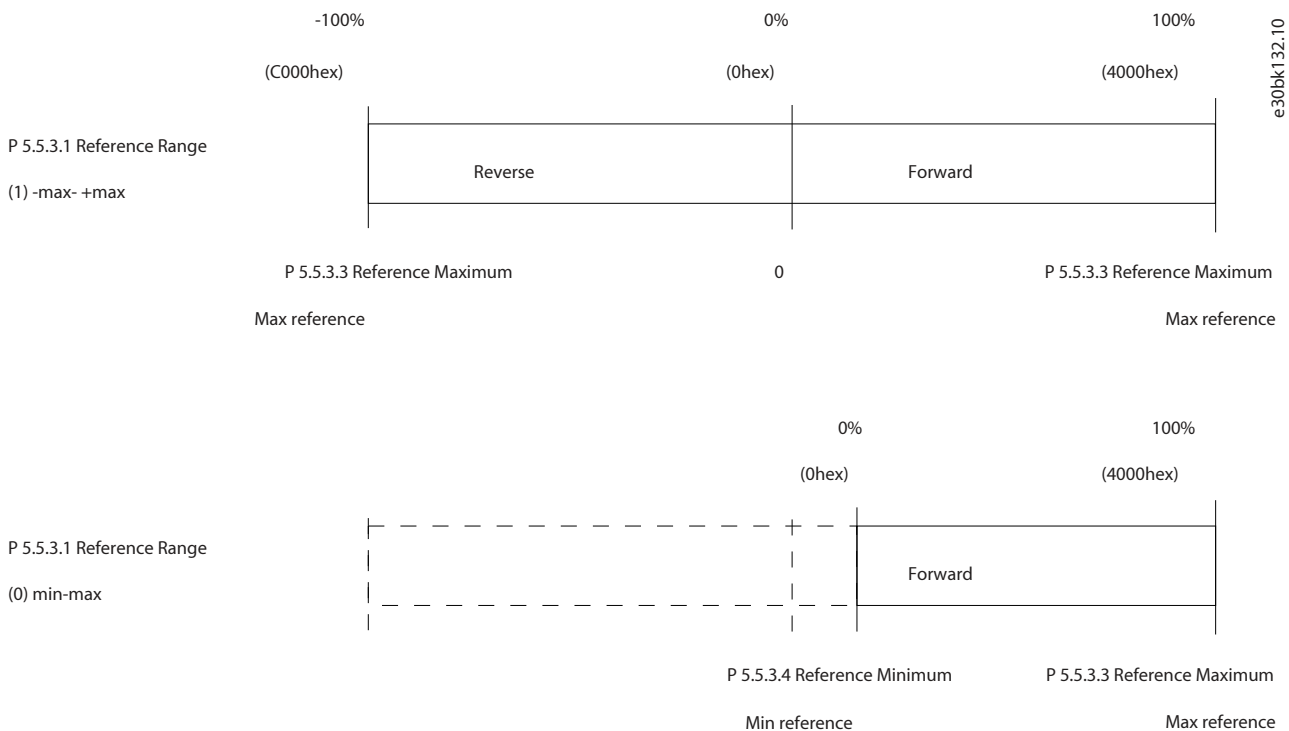 -100% 0% 100%
(C000hex) (0hex) (4000hex)
e30bk132.10
P 5.5.3.1 Reference Range
(1) -max- +max
Reverse Forward
P 5.5.3.3 Reference Maximum 0 P 5.5.3.3 Reference Maximum
Max reference Max reference
0% 100%
(0hex) (4000hex)
P 5.5.3.1 Reference Range
(0) min-max
Forward
P 5.5.3.4 Reference Minimum P 5.5.3.3 Reference Maximum
Min reference Max reference